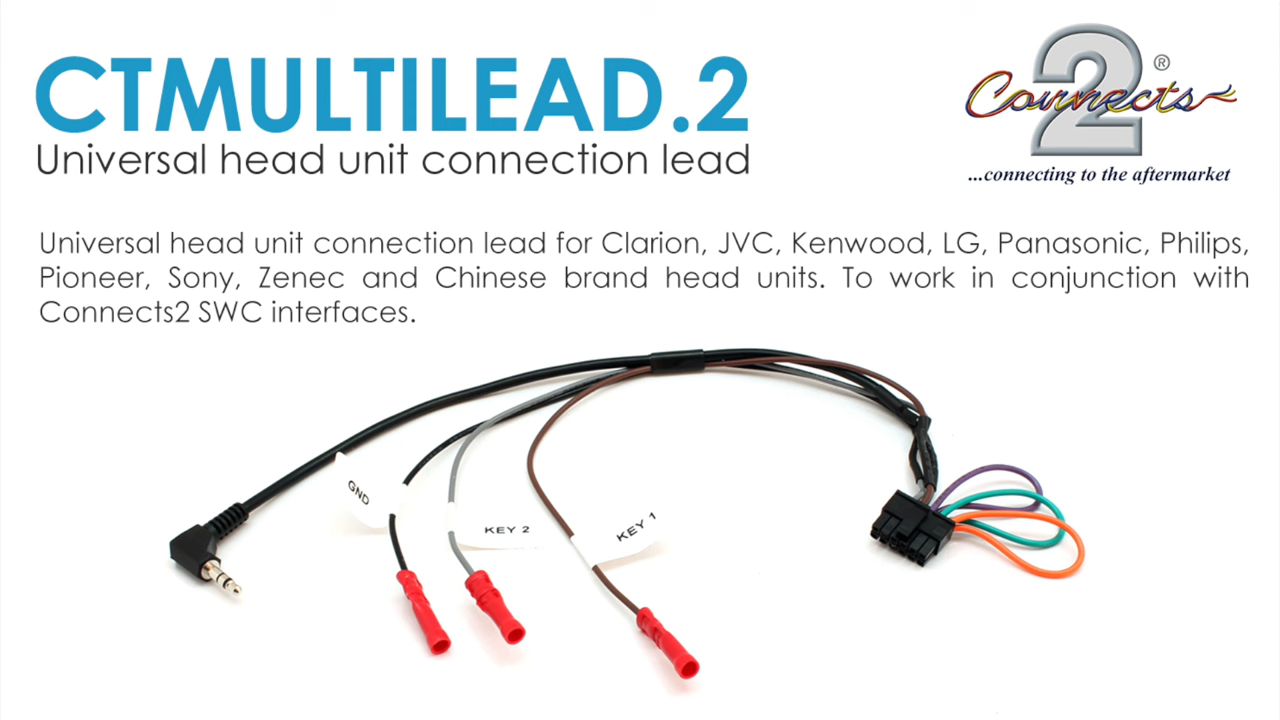 CTMULTILEAD.2
Universal head unit connection lead
Connects
2
®
...connecting to the aftermarket
Universal head unit connection lead for Clarion, JVC, Kenwood, LG, Panasonic, Philips,
Pioneer, Sony, Zenec and Chinese brand head units. To work in conjunction with
Connects2 SWC interfaces.
GND
KEY 2
KEY 1